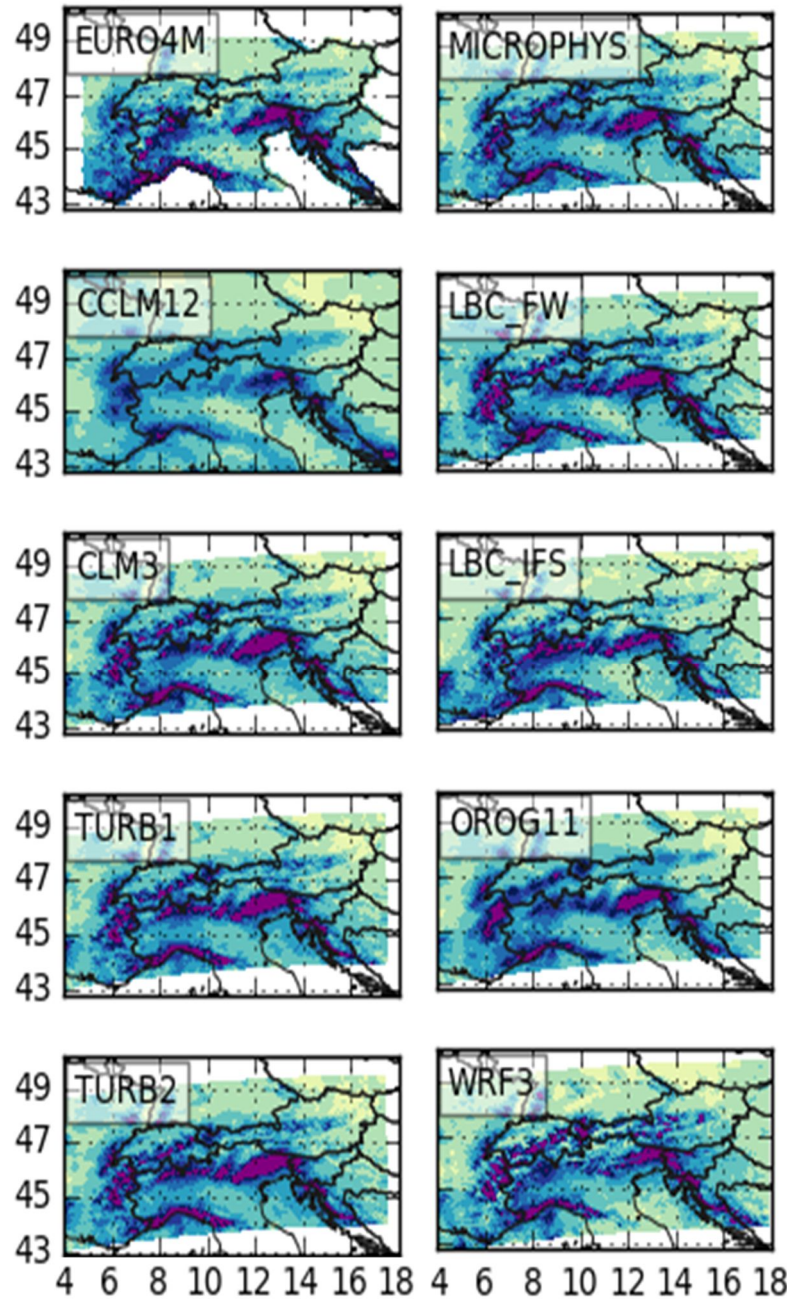 EURO4M
MICROPHYS
49
47
45
43
CCLM12
LBC_FW
49
47
45
43
CLM3
LBC_IFS
49
47
45
43
TURB1
OROG11
49
47
45
43
TURB2
WRF3
49
47
45
43
4 6 8 10 12 14 16 18 4 6 8 10 12 14 16 18